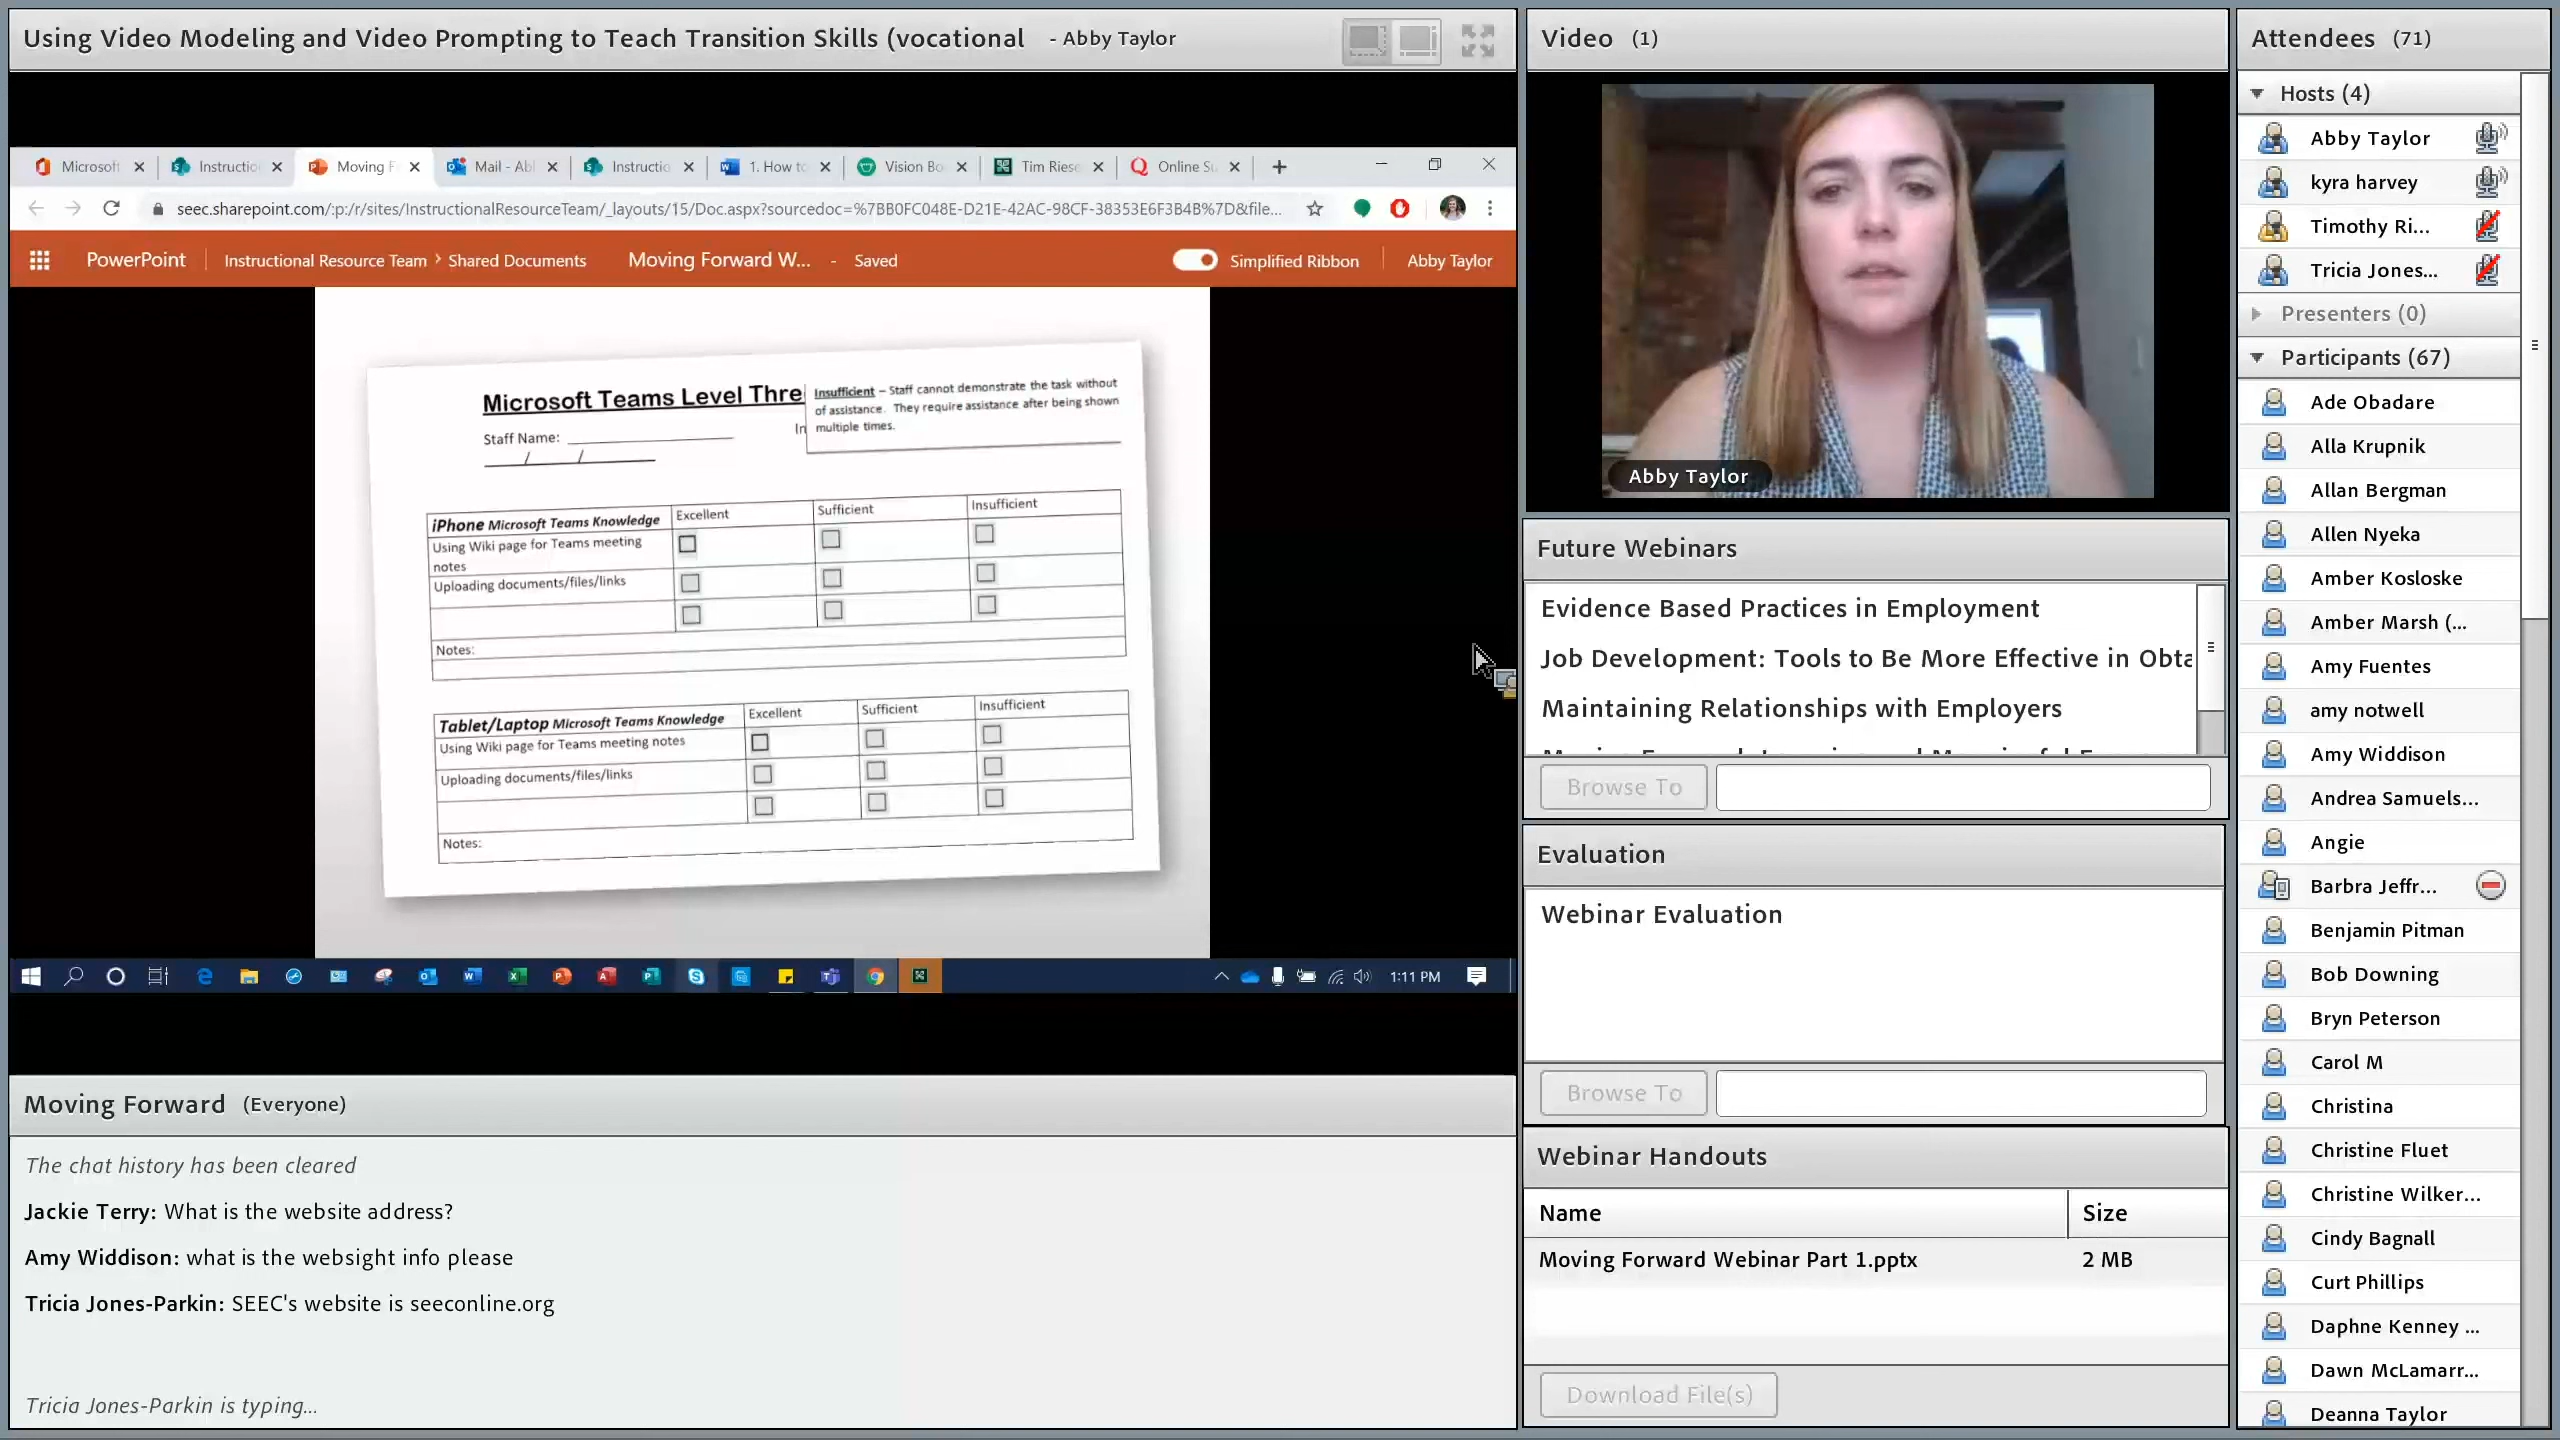 Using Video Modeling and Video Prompting to Teach Transition Skills (vocational - Abby Taylor
Microsoft
Instructio
Moving F
Mail - Abl
Instructio
1. How to
Vision Bo
Tim Riese
Online Su
seec.sharepoint.com/:p:/r/sites/InstructionalResourceTeam/_layouts/15/Doc.aspx?sourcedoc=%7BB0FC048E-D21E-42AC-98CF-38353E6F3B4B%7D&file...
PowerPoint
Instructional Resource Team > Shared Documents
Moving Forward W... - Saved
Simplified Ribbon
Abby Taylor
Microsoft Teams Level Thre
Insufficient – Staff cannot demonstrate the task without
of assistance. They require assistance after being shown
multiple times.
Staff Name:
In
/ /
iPhone Microsoft Teams Knowledge Excellent Sufficient Insufficient
Using Wiki page for Teams meeting
notes
Uploading documents/files/links
Notes:
Tablet/Laptop Microsoft Teams Knowledge Excellent Sufficient Insufficient
Using Wiki page for Teams meeting notes
Uploading documents/files/links
Notes:
1:11 PM
Moving Forward (Everyone)
The chat history has been cleared
Jackie Terry: What is the website address?
Amy Widdison: what is the websight info please
Tricia Jones-Parkin: SEEC's website is seeconline.org
Tricia Jones-Parkin is typing...
Video (1)
Abby Taylor
Future Webinars
Evidence Based Practices in Employment
Job Development: Tools to Be More Effective in Obta
Maintaining Relationships with Employers
Browse To
Evaluation
Webinar Evaluation
Browse To
Webinar Handouts
Name Size
Moving Forward Webinar Part 1.pptx 2 MB
Download File(s)
Attendees (71)
Hosts (4)
Abby Taylor
kyra harvey
Timothy Ri...
Tricia Jones...
Presenters (0)
Participants (67)
Ade Obadare
Alla Krupnik
Allan Bergman
Allen Nyeka
Amber Kosloske
Amber Marsh (...
Amy Fuentes
amy notwell
Amy Widdison
Andrea Samuels...
Angie
Barbra Jeffr...
Benjamin Pitman
Bob Downing
Bryn Peterson
Carol M
Christina
Christine Fluet
Christine Wilker...
Cindy Bagnall
Curt Phillips
Daphne Kenney ...
Dawn McLamarr...
Deanna Taylor